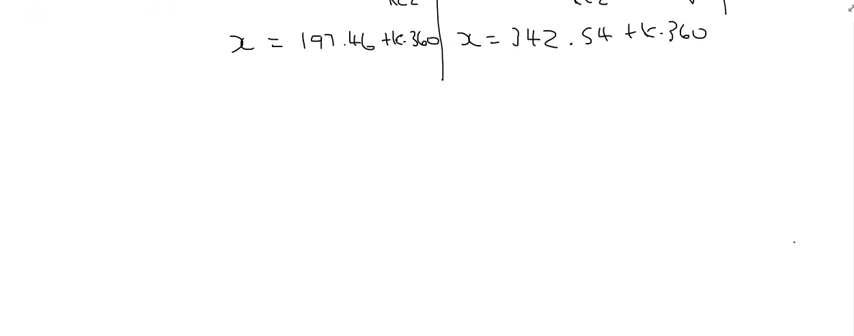 x = 197.46 + k.360 x = 342.54 + k.360